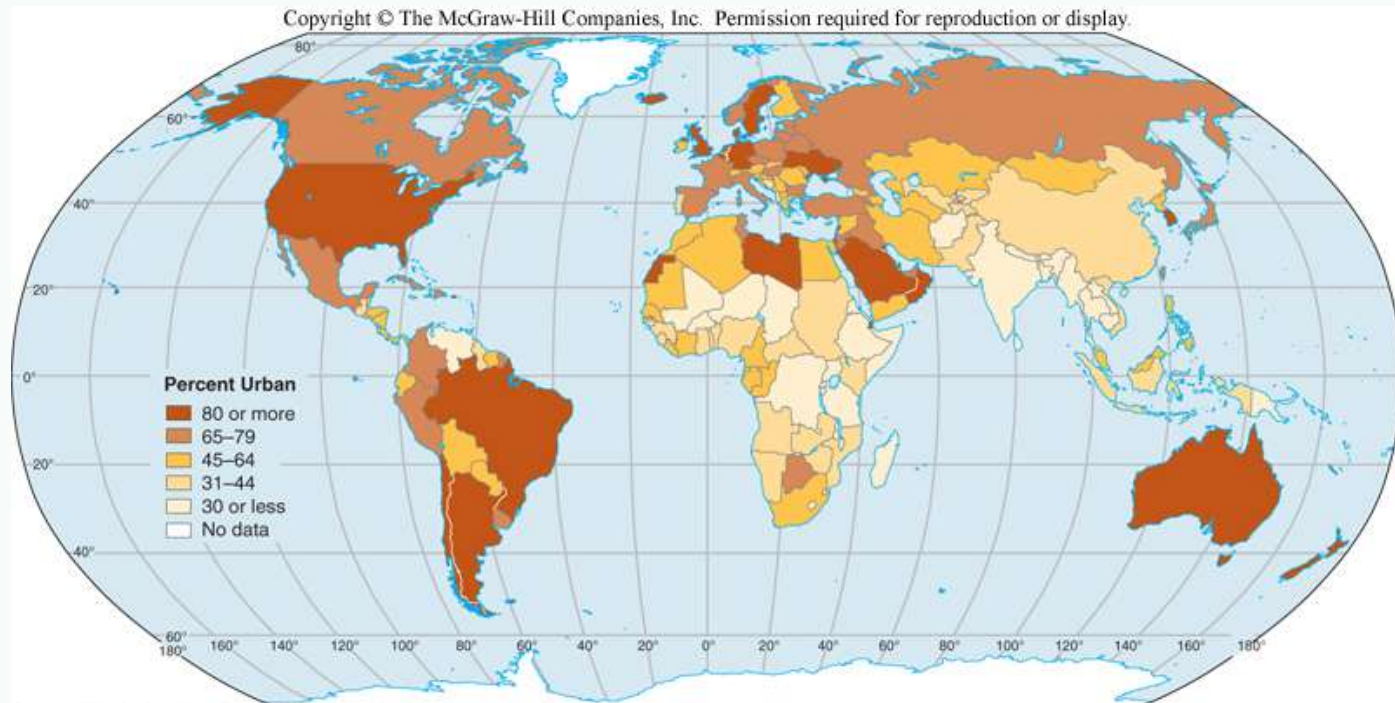 Copyright © The McGraw-Hill Companies, Inc. Permission required for reproduction or display.
80°
60°
40°
20°
0°
20°
40°
60°
Percent Urban
80 or more
65–79
45–64
31–44
30 or less
No data
180° 160° 140° 120° 100° 80° 60° 40° 20° 0° 20° 40° 60° 80° 100° 120° 140° 160° 180°